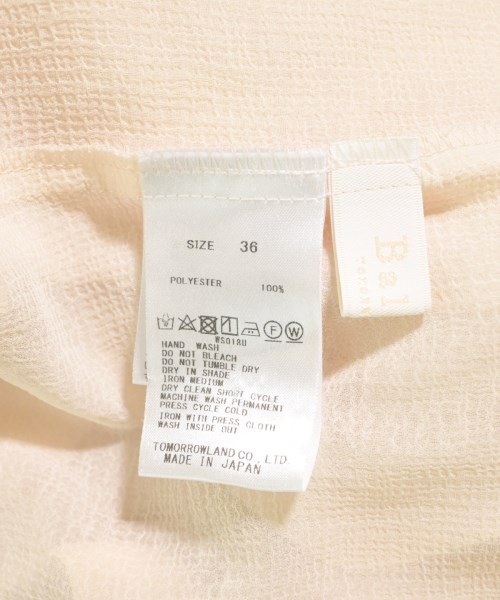 SIZE 36
POLYESTER 100%
WS018U
HAND WASH
DO NOT BLEACH
DO NOT TUMBLE DRY
DRY IN SHADE
IRON MEDIUM
DRY CLEAN SHORT CYCLE
MACHINE WASH PERMANENT
PRESS CYCLE COLD
IRON WITH PRESS CLOTH
WASH INSIDE OUT
TOMORROWLAND CO., LTD.
MADE IN JAPAN
Bal